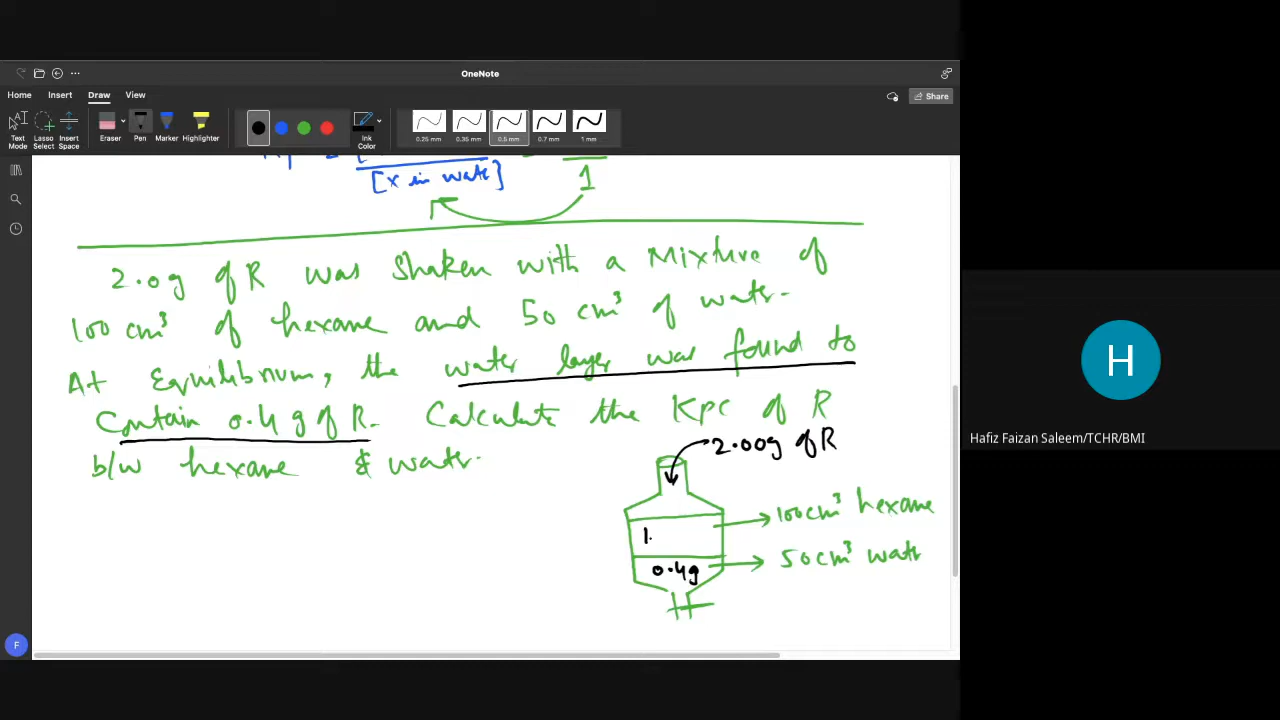 OneNote
Home Insert Draw View
Share
Text Mode
Lasso Select
Insert Space
Eraser
Pen
Marker
Highlighter
Ink Color
0.25 mm
0.35 mm
0.5 mm
0.7 mm
1 mm
[X in wate]
1
2.0g of R was shaken with a Mixture of
100 cm³ of hexane and 50 cm³ of water.
At Equilibrium, the water layer was found to
Contain 0.4 g of R. Calculate the Kpc of R
b/w hexane & water.
2.00g of R
100cm³ hexane
1.
50cm³ wate
0.4g
H
Hafiz Faizan Saleem/TCHR/BMI
F